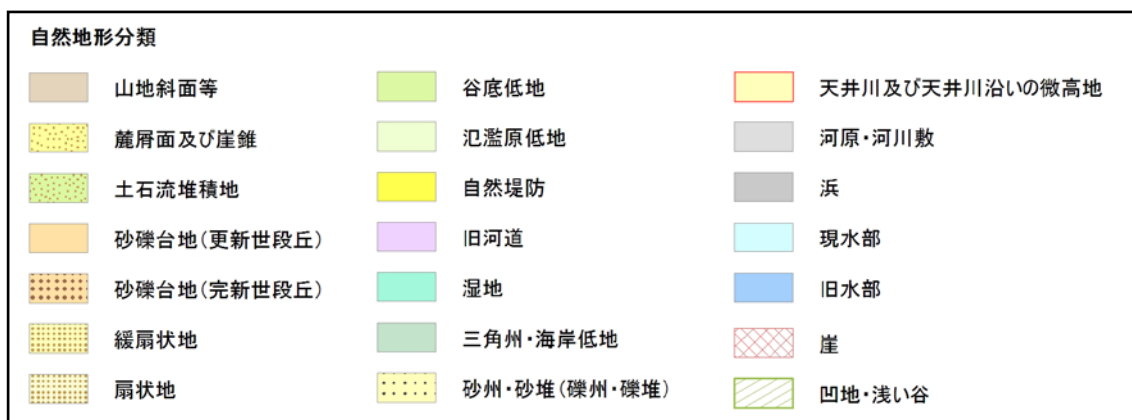 自然地形分類
山地斜面等
麓屑面及び崖錐
土石流堆積地
砂礫台地(更新世段丘)
砂礫台地(完新世段丘)
緩扇状地
扇状地
谷底低地
氾濫原低地
自然堤防
旧河道
湿地
三角州・海岸低地
砂州・砂堆(礫州・礫堆)
天井川及び天井川沿いの微高地
河原・河川敷
浜
現水部
旧水部
崖
凹地・浅い谷